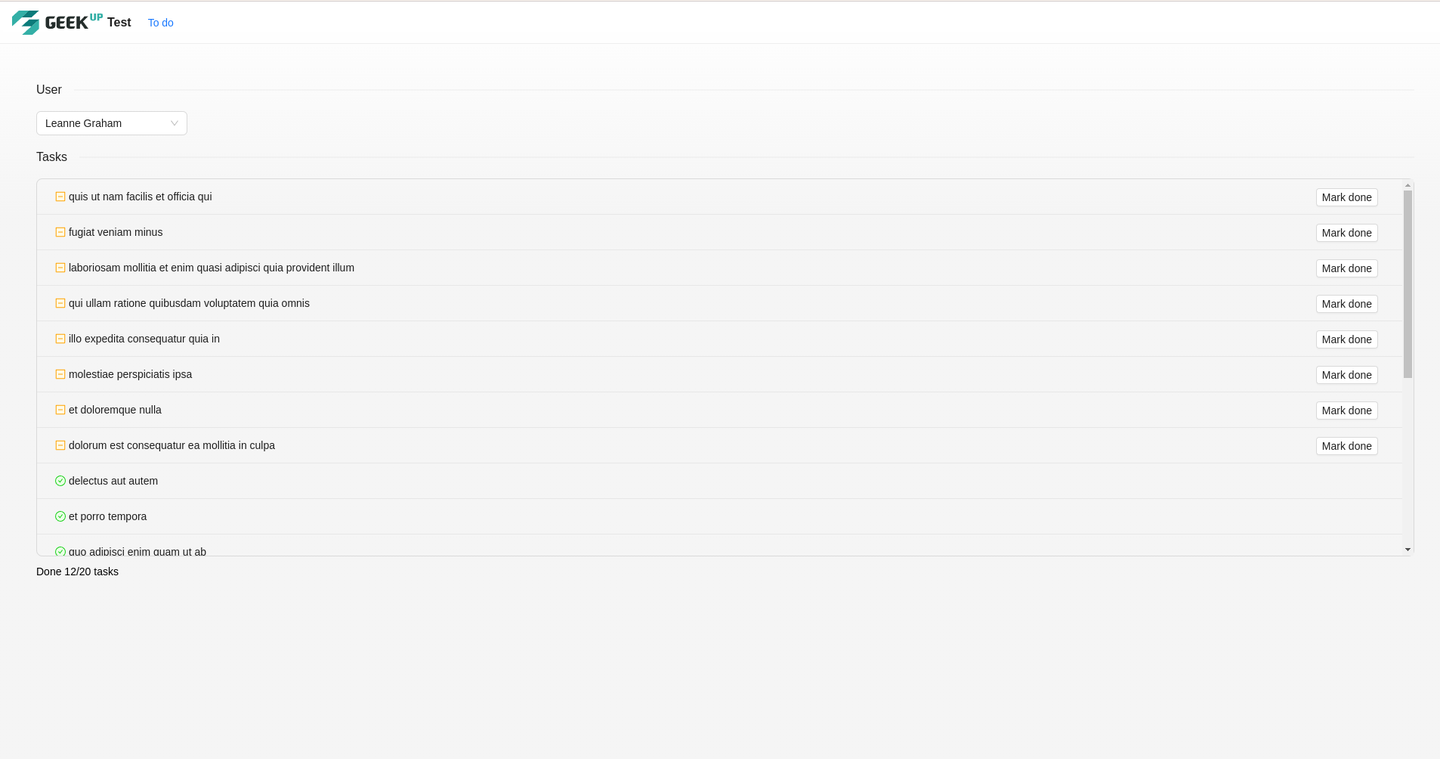 GEEK UP Test To do
User
Leanne Graham
Tasks
quis ut nam facilis et officia qui Mark done
fugiat veniam minus Mark done
laboriosam mollitia et enim quasi adipisci quia provident illum Mark done
qui ullam ratione quibusdam voluptatem quia omnis Mark done
illo expedita consequatur quia in Mark done
molestiae perspiciatis ipsa Mark done
et doloremque nulla Mark done
dolorum est consequatur ea mollitia in culpa Mark done
delectus aut autem
et porro tempora
quo adipisci enim quam ut ab
Done 12/20 tasks